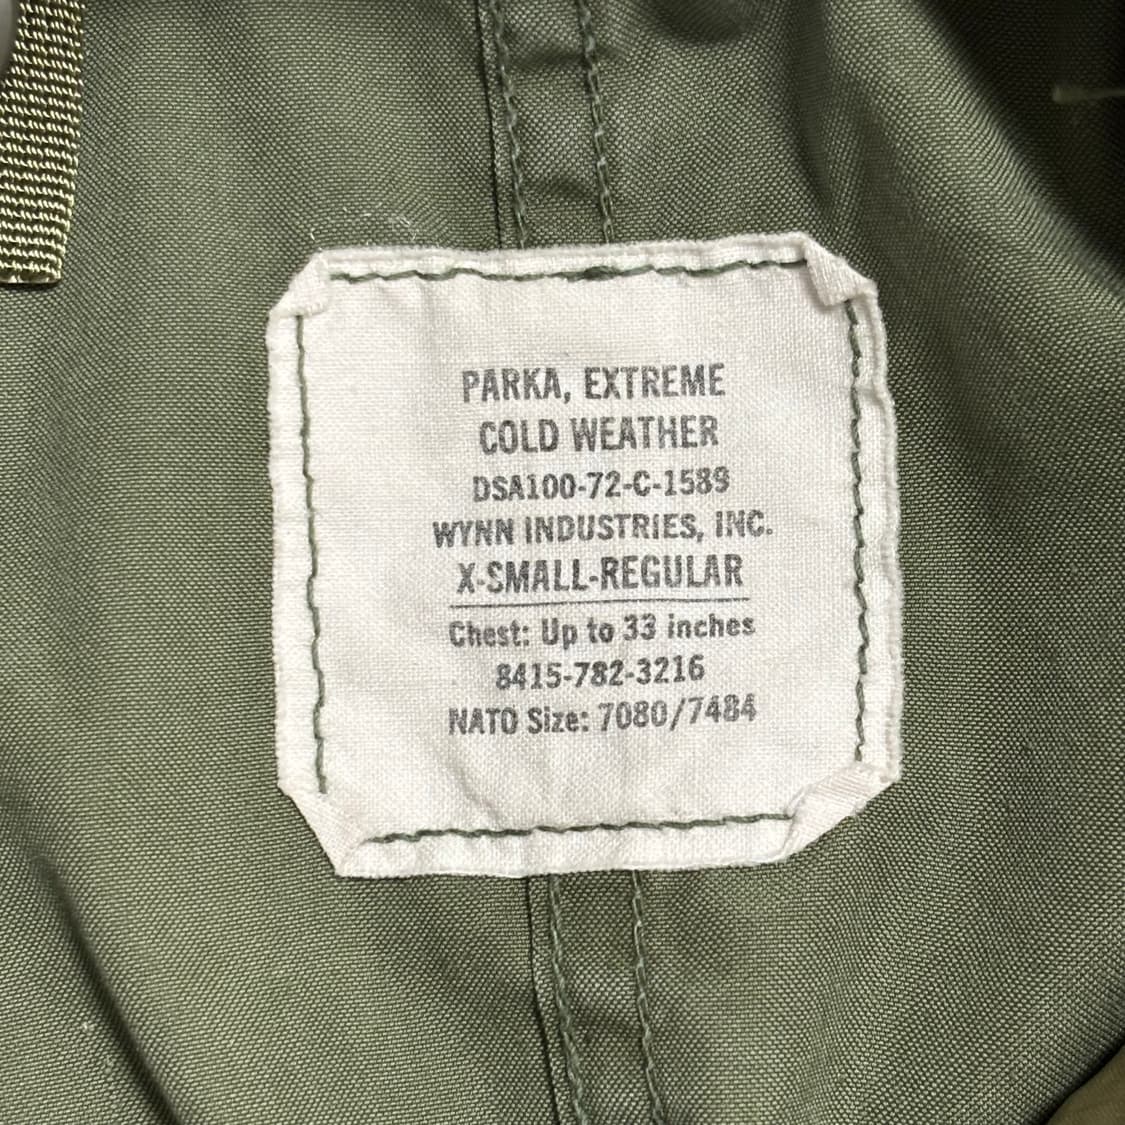 PARKA, EXTREME
COLD WEATHER
DSA100-72-C-1589
WYNN INDUSTRIES, INC.
X-SMALL-REGULAR
Chest: Up to 33 inches
8415-782-3216
NATO Size: 7080/7484